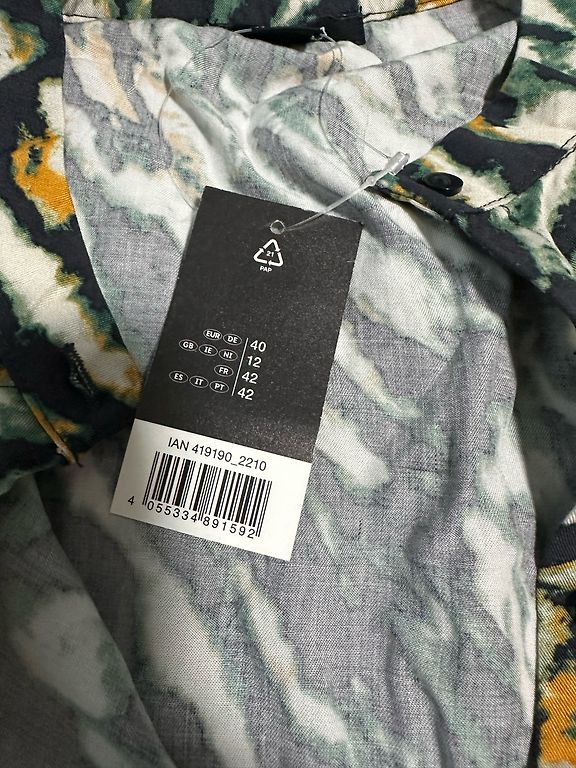 21
PAP
EUR DE 40
GB IE NI 12
FR 42
ES IT PT 42
IAN 419190_2210
4 055334 891592